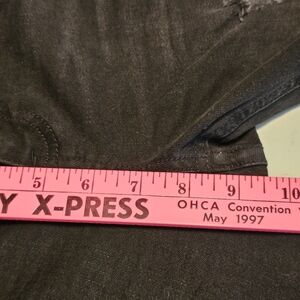 5 6 7 8 9 10
Y X-PRESS
OHCA Convention
May 1997